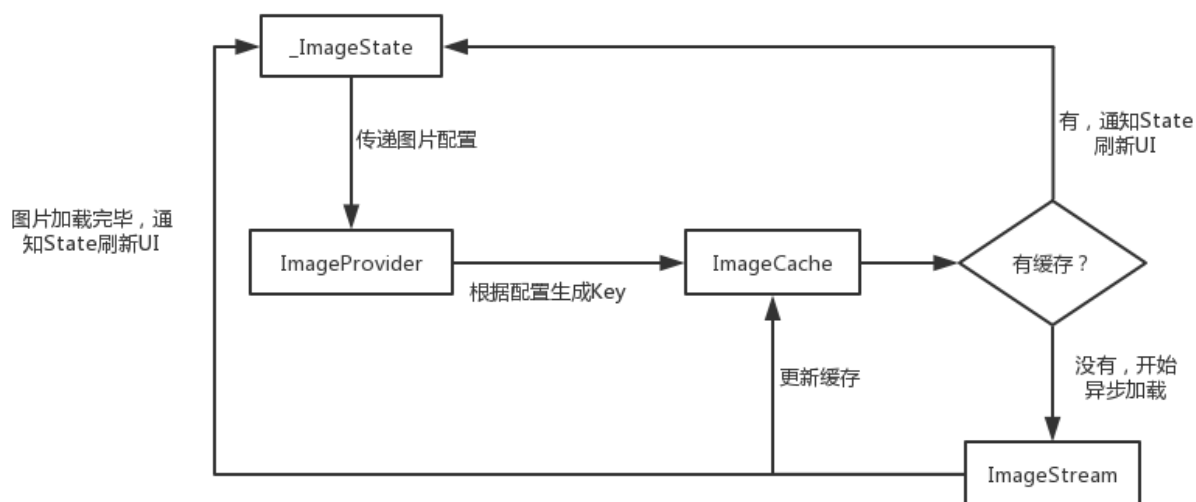 _ImageState
传递图片配置
有，通知State
刷新UI
图片加载完毕，通
知State刷新UI
ImageProvider
根据配置生成Key
ImageCache
有缓存？
更新缓存
没有，开始
异步加载
ImageStream